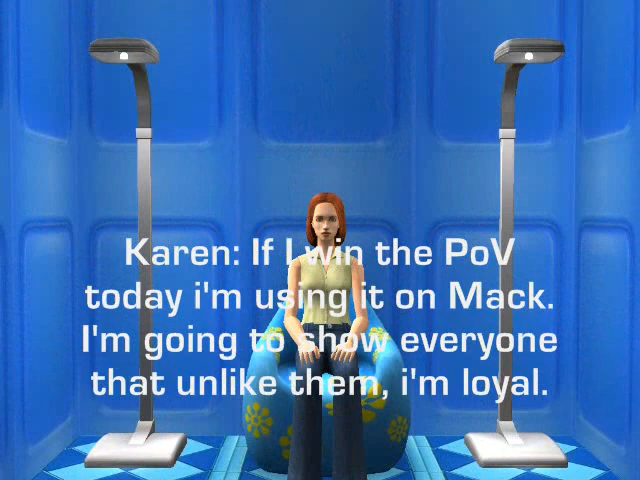 Karen: If I win the PoV
today i'm using it on Mack.
I'm going to show everyone
that unlike them, i'm loyal.